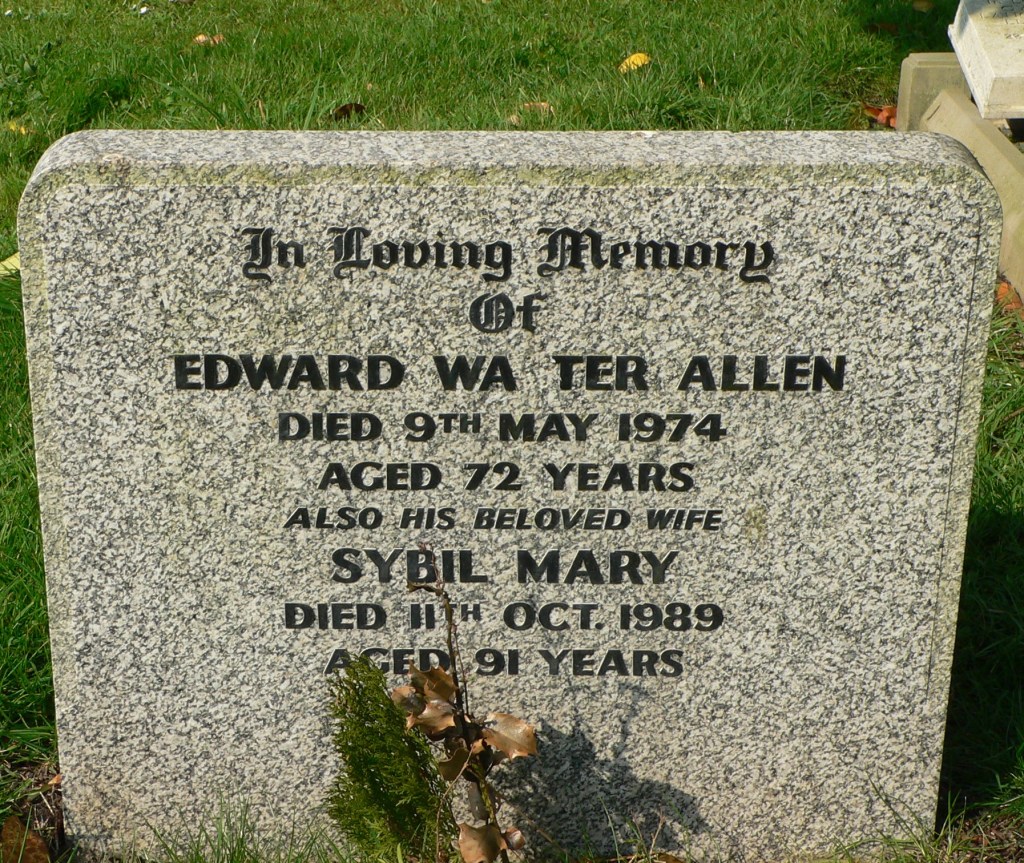 In Loving Memory
Of
EDWARD WA TER ALLEN
DIED 9TH MAY 1974
AGED 72 YEARS
ALSO HIS BELOVED WIFE
SYBIL MARY
DIED 11TH OCT. 1989
AGED 91 YEARS